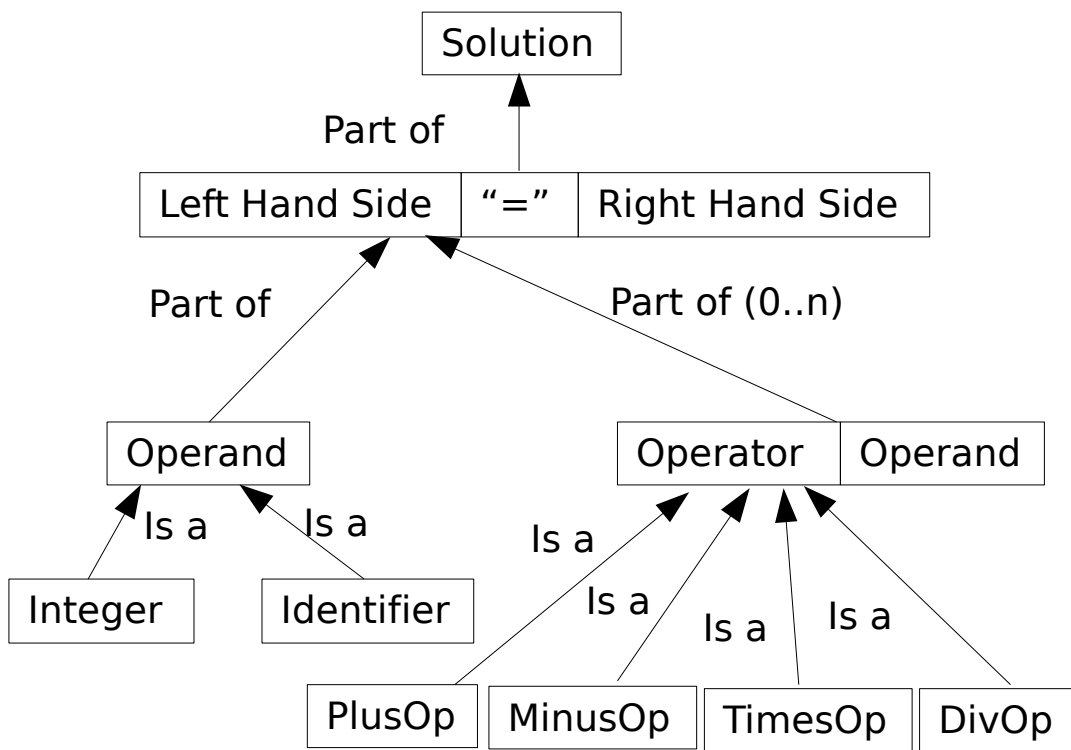 Solution
Part of
Left Hand Side “=” Right Hand Side
Part of
Part of (0..n)
Operand
Operator Operand
Is a
Is a
Is a
Integer
Identifier
Is a
Is a
Is a
PlusOp
MinusOp
TimesOp
DivOp